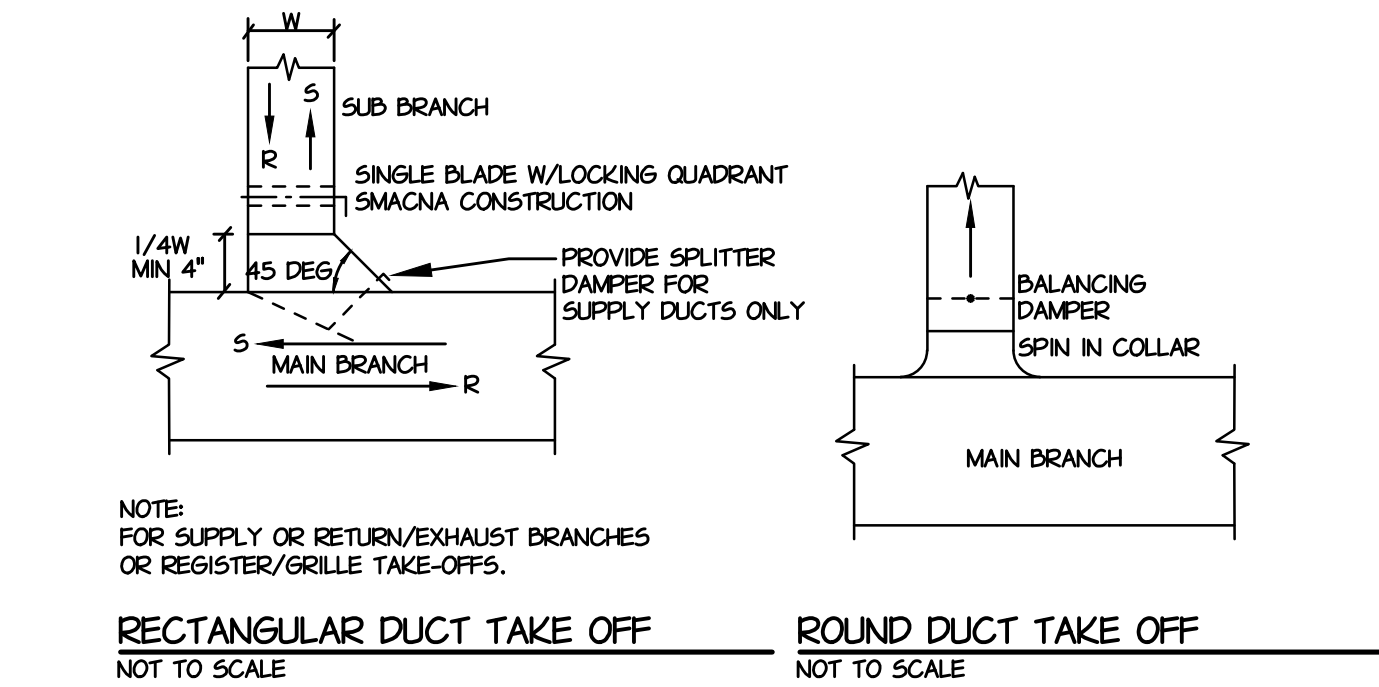 W
S
SUB BRANCH
R
SINGLE BLADE W/LOCKING QUADRANT
SMACNA CONSTRUCTION
1/4W
MIN 4"
45 DEG
PROVIDE SPLITTER
DAMPER FOR
SUPPLY DUCTS ONLY
S
MAIN BRANCH
R
NOTE:
FOR SUPPLY OR RETURN/EXHAUST BRANCHES
OR REGISTER/GRILLE TAKE-OFFS.
RECTANGULAR DUCT TAKE OFF
NOT TO SCALE
BALANCING
DAMPER
SPIN IN COLLAR
MAIN BRANCH
ROUND DUCT TAKE OFF
NOT TO SCALE